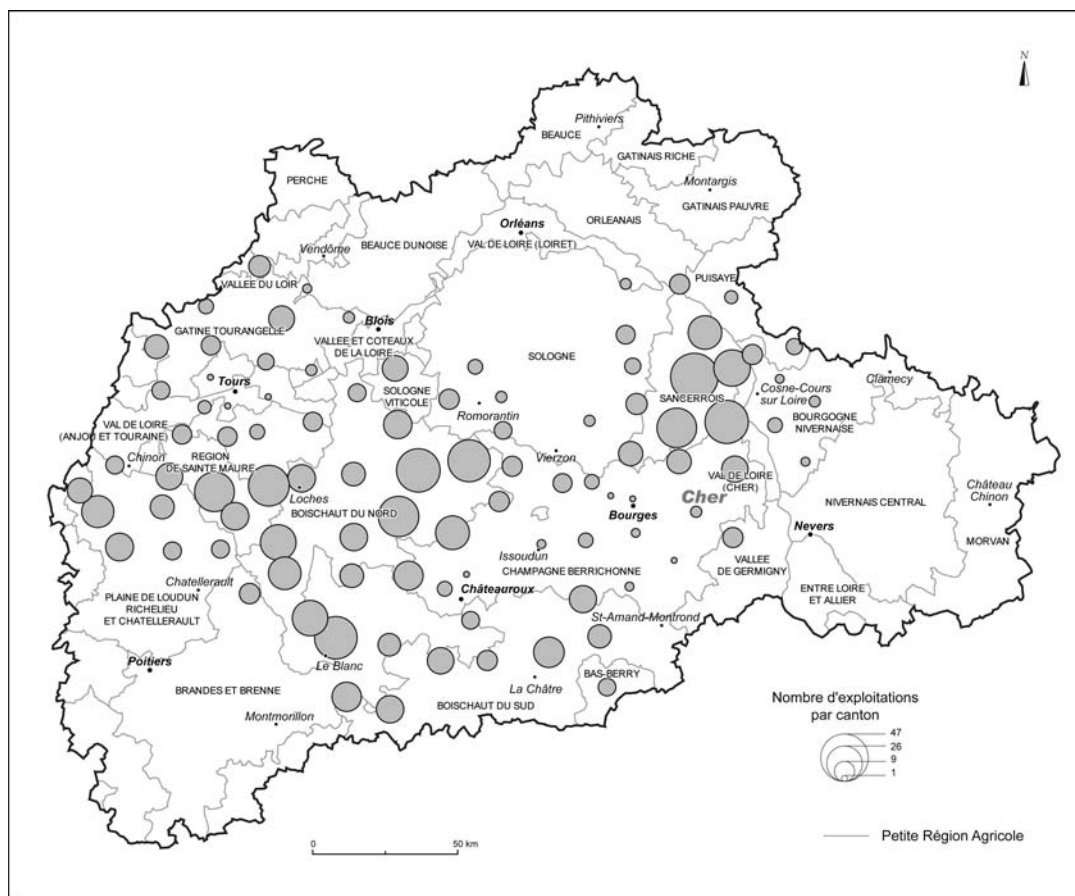 N
Pithiviers
BEAUCE
GATINAIS RICHE
PERCHE
Montargis
GATINAIS PAUVRE
ORLEANAIS
Orléans
VAL DE LOIRE (LOIRET)
BEAUCE DUNOISE
Vendôme
VALLEE DU LOIR
PUISAYE
GATINE TOURANGELLE
Blois
VALLEE ET COTEAUX
DE LA LOIRE
SOLOGNE
Clamecy
Tours
SOLOGNE
VITICOLE
Romorantin
SANCERROIS
Cosne-Cours
sur Loire
BOURGOGNE
NIVERNAISE
VAL DE LOIRE
(ANJOU ET TOURAINE)
Chinon
REGION
DE SAINTE MAURE
Vierzon
Loches
VAL DE LOIRE
(CHER)
Cher
Château
Chinon
BOISCHAUT DU NORD
Bourges
NIVERNAIS CENTRAL
Nevers
MORVAN
Issoudun
CHAMPAGNE BERRICHONNE
VALLEE
DE GERMIGNY
Chatellerault
Châteauroux
ENTRE LOIRE
ET ALLIER
PLAINE DE LOUDUN
RICHELIEU
ET CHATELLERAULT
St-Amand-Montrond
Poitiers
Le Blanc
BRANDES ET BRENNE
La Châtre
BAS-BERRY
BOISCHAUT DU SUD
Montmorillon
Nombre d'exploitations
par canton
47
26
9
1
0
50 km
Petite Région Agricole